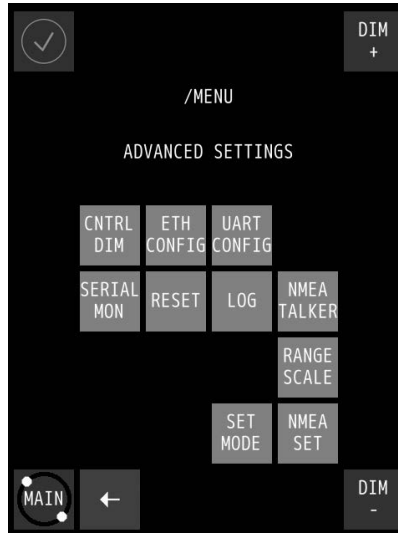 DIM
+
/MENU
ADVANCED SETTINGS
CNTRL
DIM
ETH
CONFIG
UART
CONFIG
SERIAL
MON
RESET
LOG
NMEA
TALKER
RANGE
SCALE
SET
MODE
NMEA
SET
MAIN
←
DIM
-